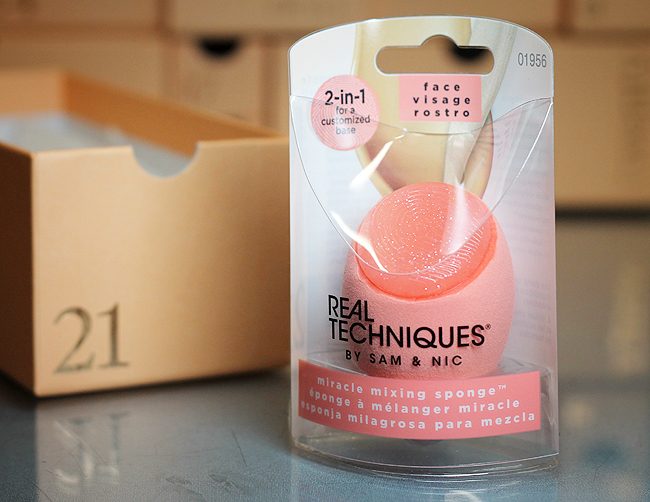 01956
2-in-1
for a
customized
base
face
visage
rostro
REAL
TECHNIQUES®
BY SAM & NIC
miracle mixing sponge™
éponge à mélanger miracle
esponja milagrosa para mezcla
21